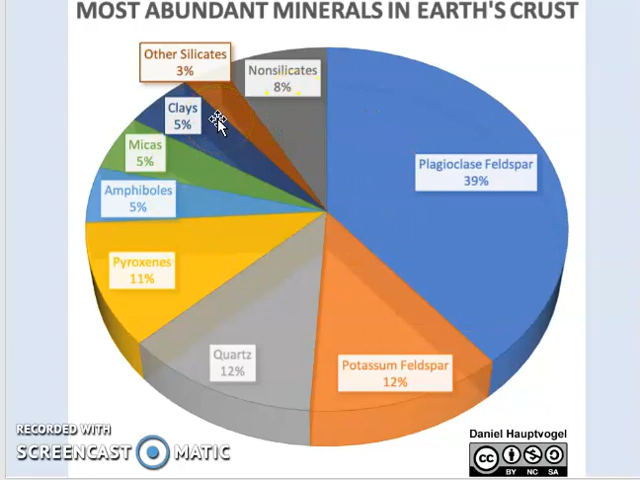 MOST ABUNDANT MINERALS IN EARTH'S CRUST
Other Silicates
3%
Nonsilicates
8%
Clays
5%
Micas
5%
Amphiboles
5%
Plagioclase Feldspar
39%
Pyroxenes
11%
Quartz
12%
Potassum Feldspar
12%
RECORDED WITH
SCREENCAST MATIC
Daniel Hauptvogel
cc
BY NC SA